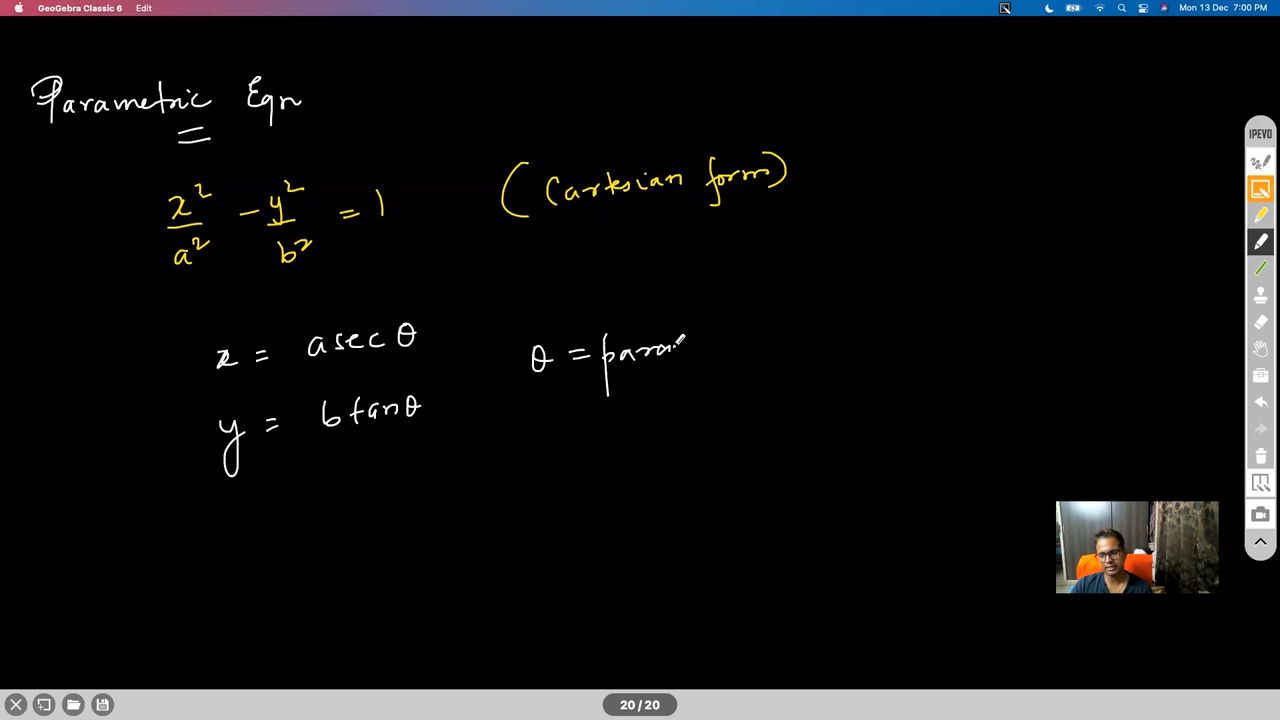 GeoGebra Classic 6 Edit Mon 13 Dec 7:00 PM
Parametric Eqn
IPEVO
x²/a² - y²/b² = 1 (Cartesian form)
x = a sec θ θ = param
y = b tan θ
20 / 20